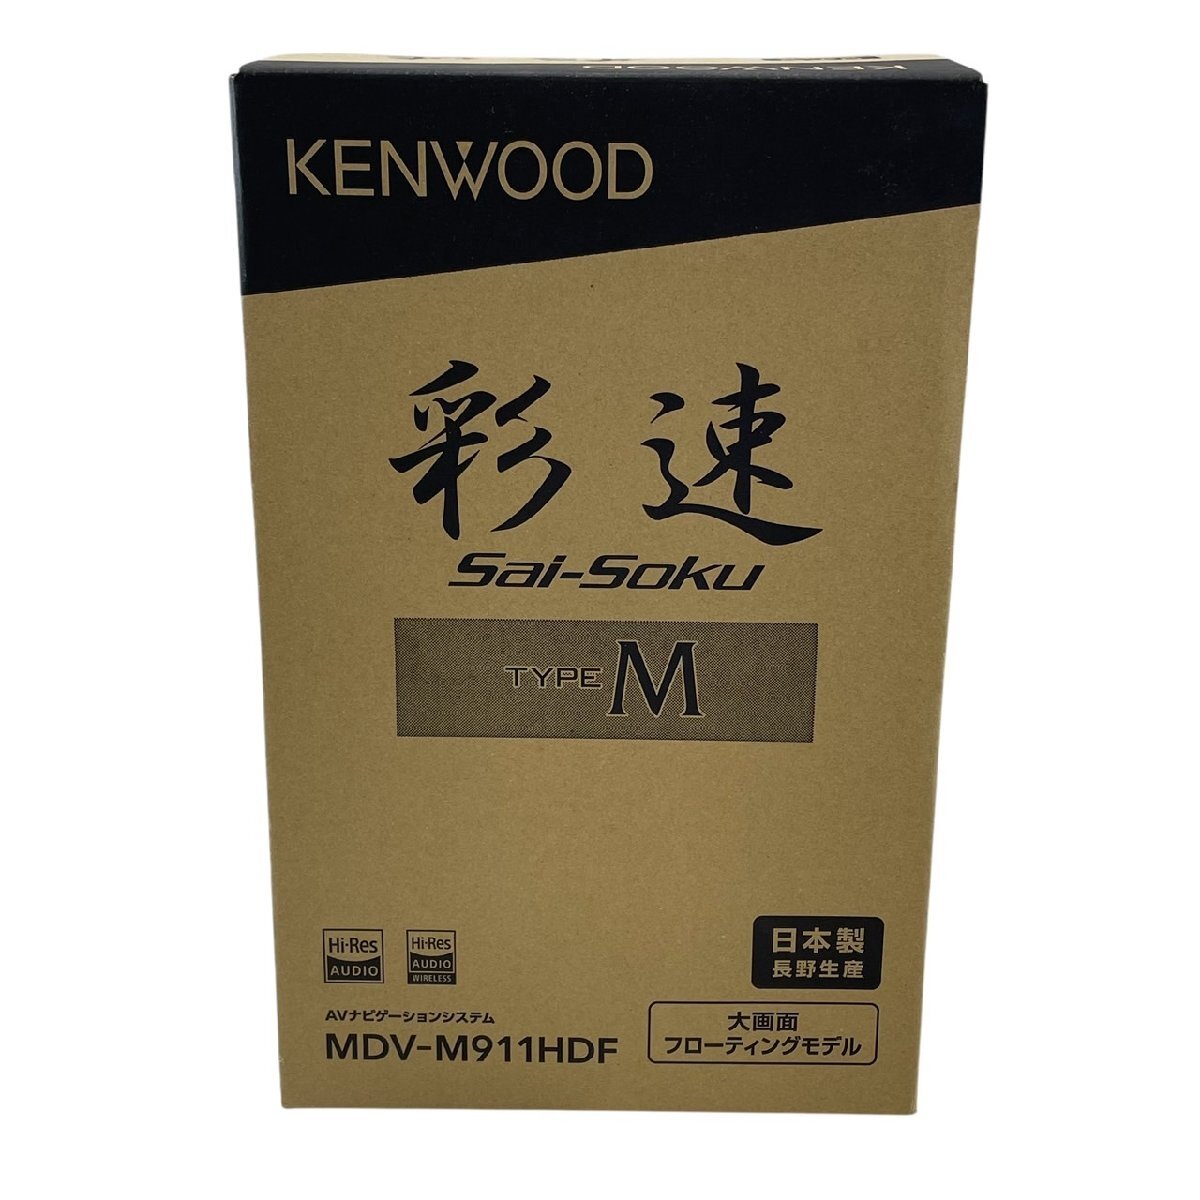 KENWOOD
KENWOOD
彩速
Sai-Soku
TYPE M
Hi-Res
AUDIO
Hi-Res
AUDIO
WIRELESS
日本製
長野生産
AVナビゲーションシステム
MDV-M911HDF
大画面
フローティングモデル